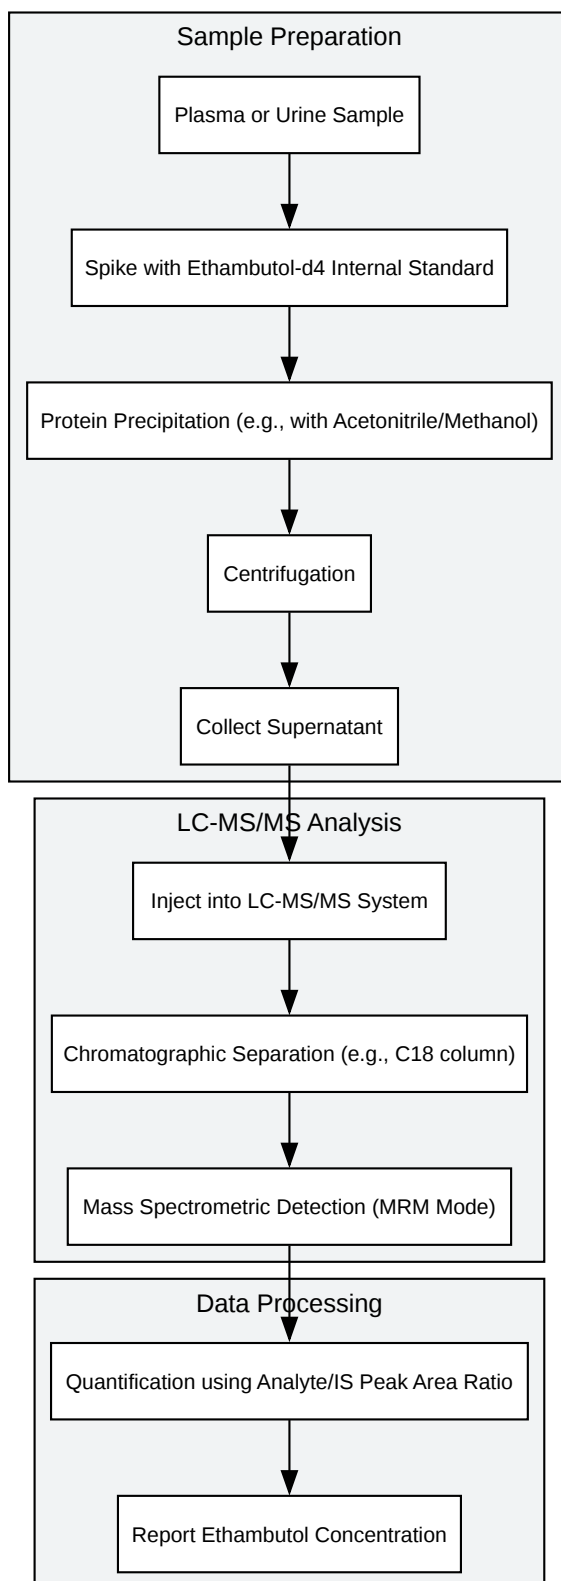 Sample Preparation
Plasma or Urine Sample
Spike with Ethambutol-d4 Internal Standard
Protein Precipitation (e.g., with Acetonitrile/Methanol)
Centrifugation
Collect Supernatant
LC-MS/MS Analysis
Inject into LC-MS/MS System
Chromatographic Separation (e.g., C18 column)
Mass Spectrometric Detection (MRM Mode)
Data Processing
Quantification using Analyte/IS Peak Area Ratio
Report Ethambutol Concentration